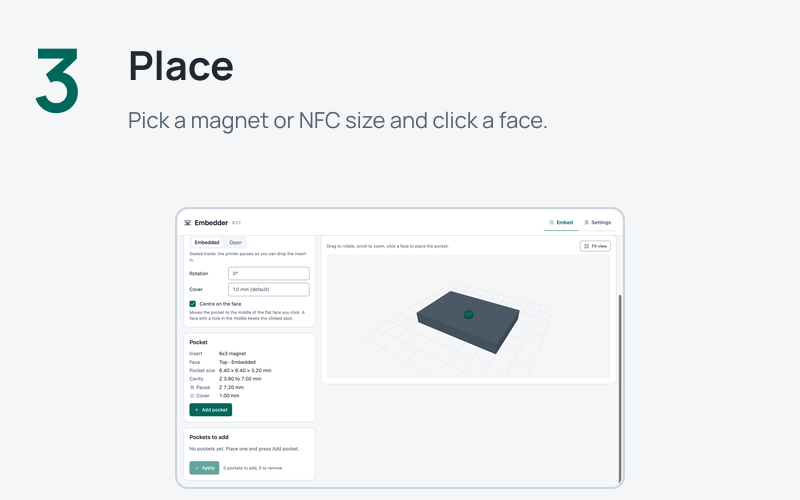 3
Place
Pick a magnet or NFC size and click a face.
Embedder 0.1.1
Embed
Settings
Embedded
Open
Sealed inside: the printer pauses so you can drop the insert
in.
Rotation
0°
Cover
1.0 mm (default)
Centre on the face
Moves the pocket to the middle of the flat face you click. A
face with a hole in the middle keeps the clicked spot.
Pocket
Insert 6x3 magnet
Face Top · Embedded
Pocket size 6.40 × 6.40 × 3.20 mm
Cavity Z 3.80 to 7.00 mm
Pause Z 7.20 mm
Cover 1.00 mm
+ Add pocket
Pockets to add
No pockets yet. Place one and press Add pocket.
Apply
0 pockets to add, 0 to remove
Drag to rotate, scroll to zoom, click a face to place the pocket.
Fit view